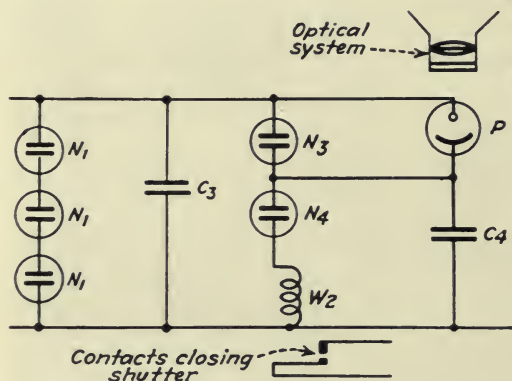 Optical
system
N1
N3
P
N1
C3
N4
C4
N1
W2
Contacts closing
shutter